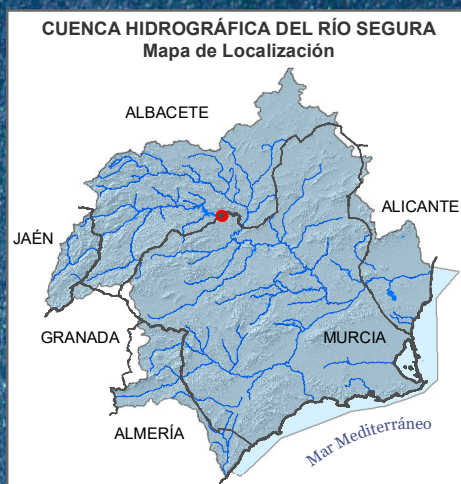 CUENCA HIDROGRÁFICA DEL RÍO SEGURA
Mapa de Localización
ALBACETE
ALICANTE
JAÉN
GRANADA
MURCIA
ALMERÍA
Mar Mediterráneo